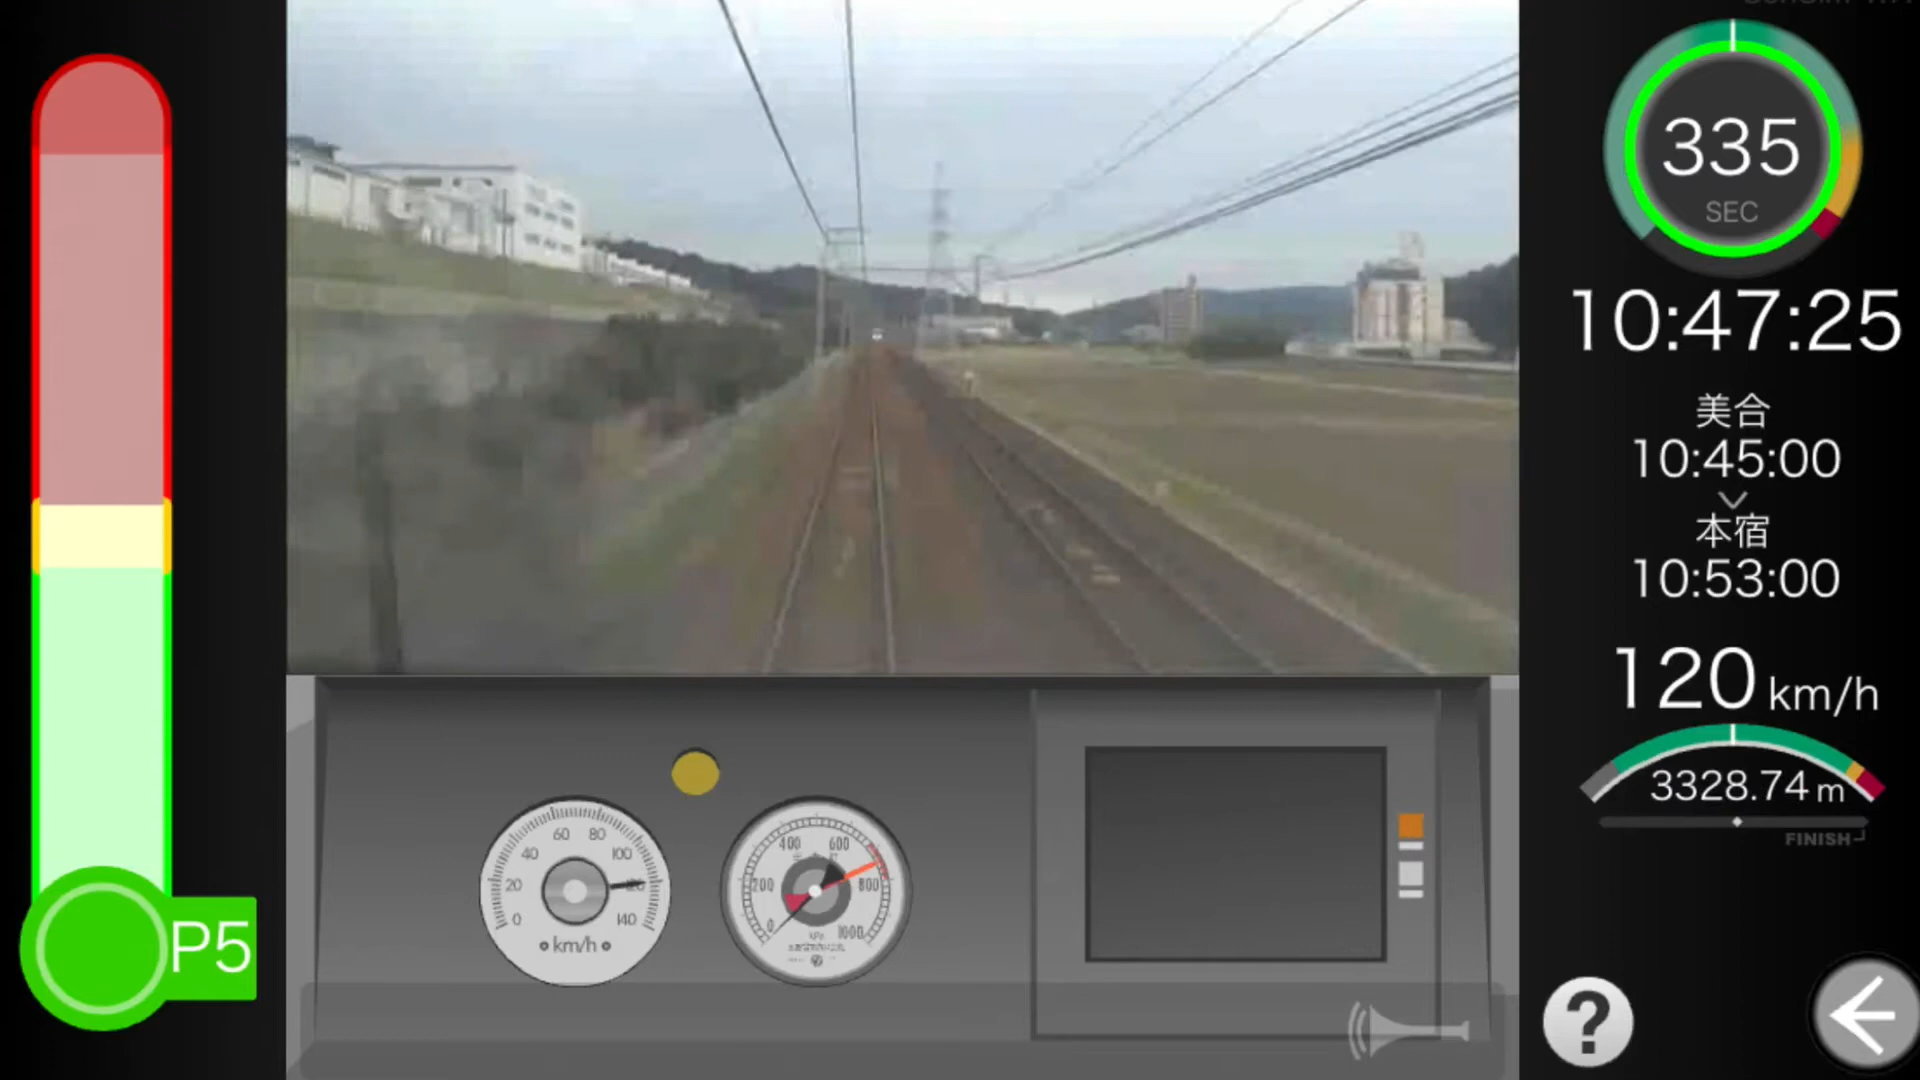 335
SEC
10:47:25
美合
10:45:00
本宿
10:53:00
120 km/h
3328.74 m
FINISH
P5
0 20 40 60 80 100 120 140
km/h
0 200 400 600 800 1000
kPa
?